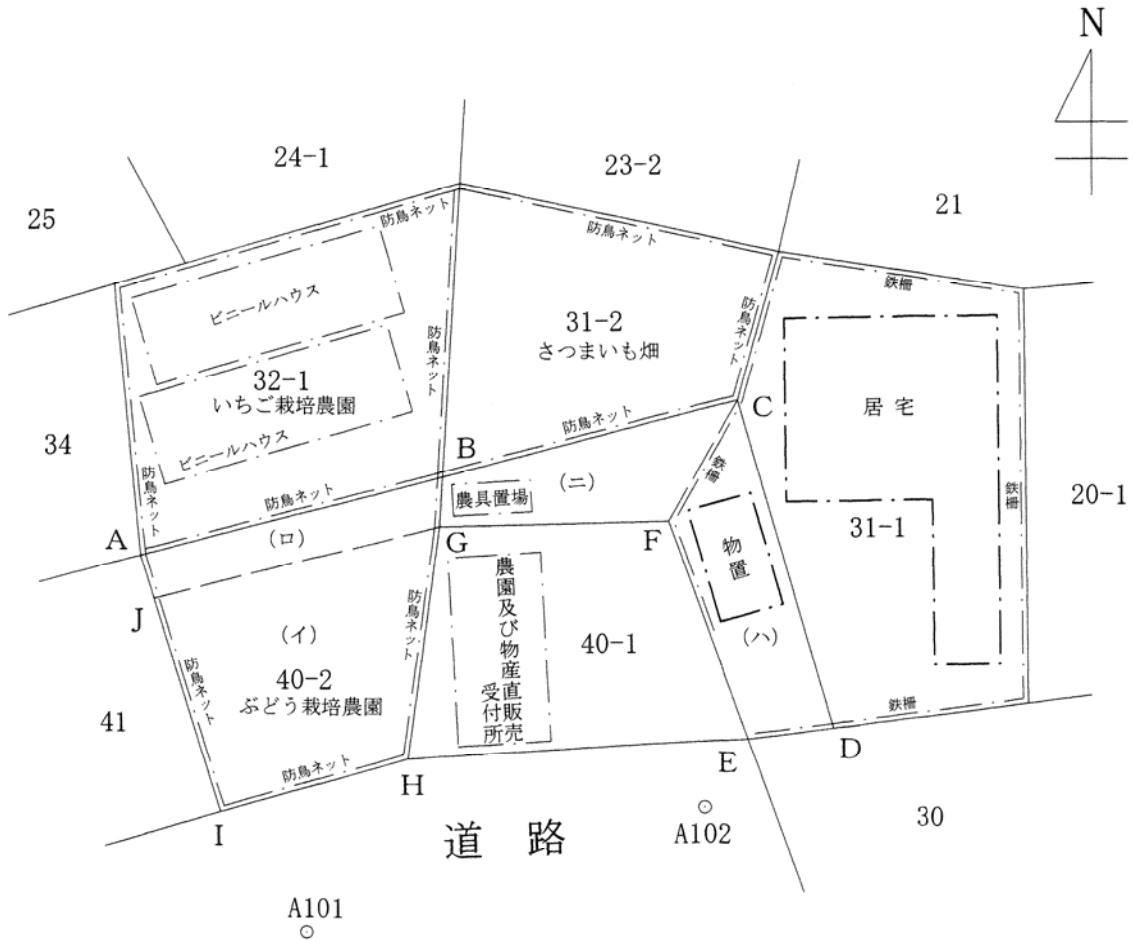 N
24-1
23-2
21
25
防鳥ネット
防鳥ネット
鉄柵
ビニールハウス
防鳥ネット
防鳥ネット
31-2
さつまいも畑
32-1
いちご栽培農園
居宅
34
ビニールハウス
防鳥ネット
C
B
鉄柵
鉄柵
20-1
防鳥ネット
防鳥ネット
農具置場
(ニ)
31-1
A
(ロ)
G
F
物置
J
農園及び物産直販売受付所
防鳥ネット
(イ)
40-1
(ハ)
防鳥ネット
40-2
ぶどう栽培農園
41
鉄柵
防鳥ネット
E
D
H
I
道路
A102
30
A101